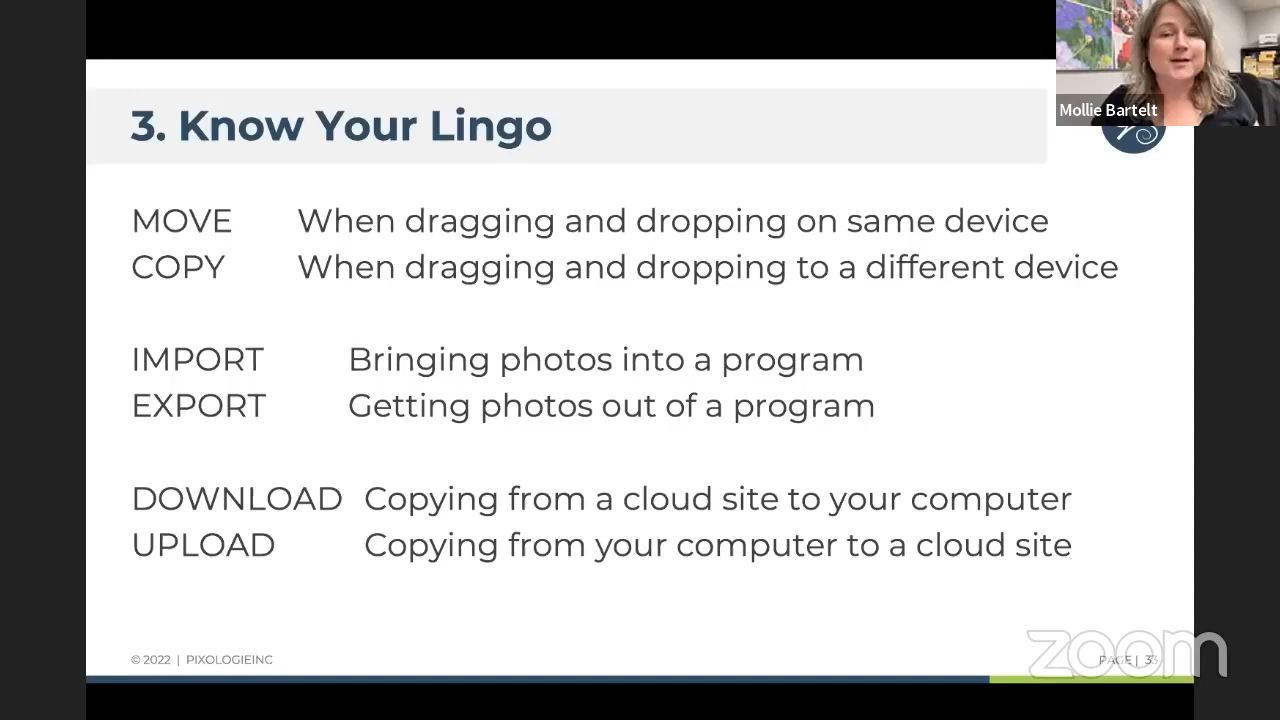 3. Know Your Lingo
Mollie Bartelt
MOVE When dragging and dropping on same device
COPY When dragging and dropping to a different device
IMPORT Bringing photos into a program
EXPORT Getting photos out of a program
DOWNLOAD Copying from a cloud site to your computer
UPLOAD Copying from your computer to a cloud site
© 2022 | PIXOLOGIEINC
PAGE | 33
zoom